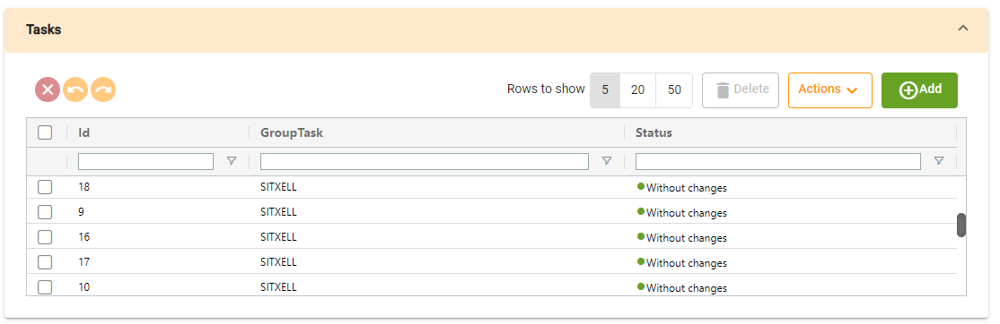 Tasks
Rows to show 5 20 50 Delete Actions Add
Id GroupTask Status
18 SITXELL Without changes
9 SITXELL Without changes
16 SITXELL Without changes
17 SITXELL Without changes
10 SITXELL Without changes